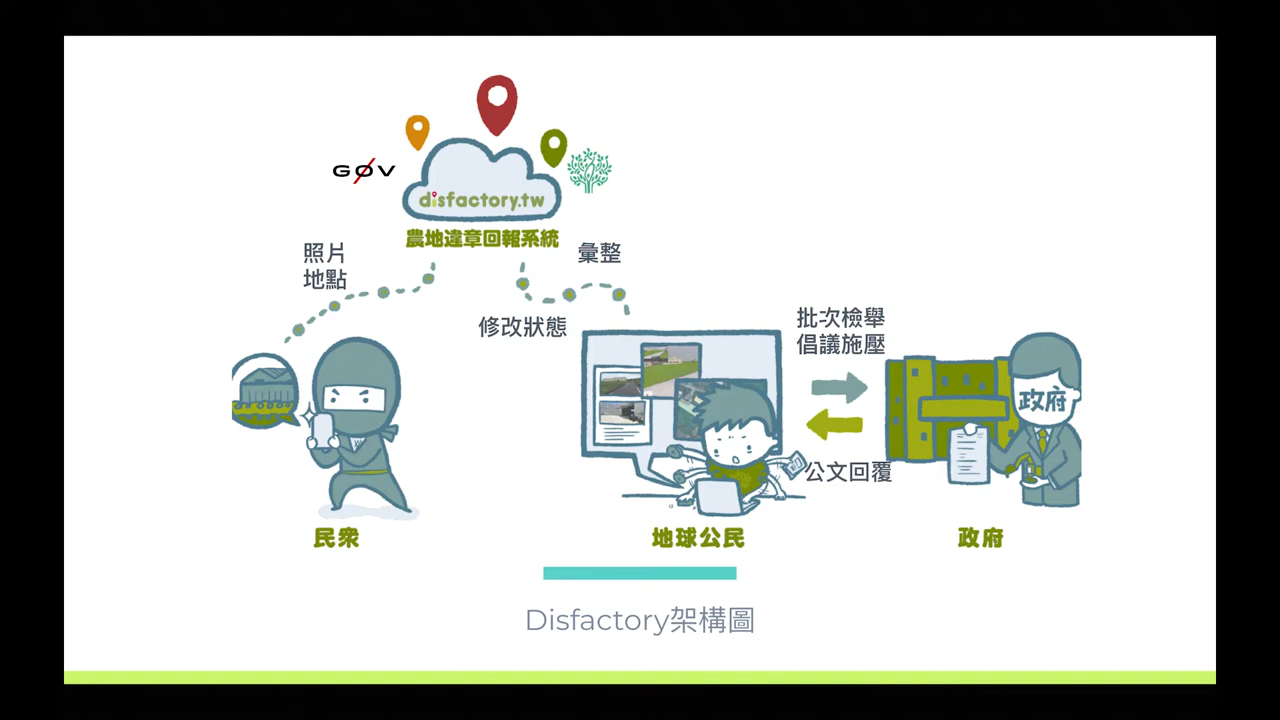 GØV
disfactory.tw
農地違章回報系統
照片
地點
彙整
修改狀態
批次檢舉
倡議施壓
公文回覆
政府
民眾
地球公民
政府
Disfactory架構圖